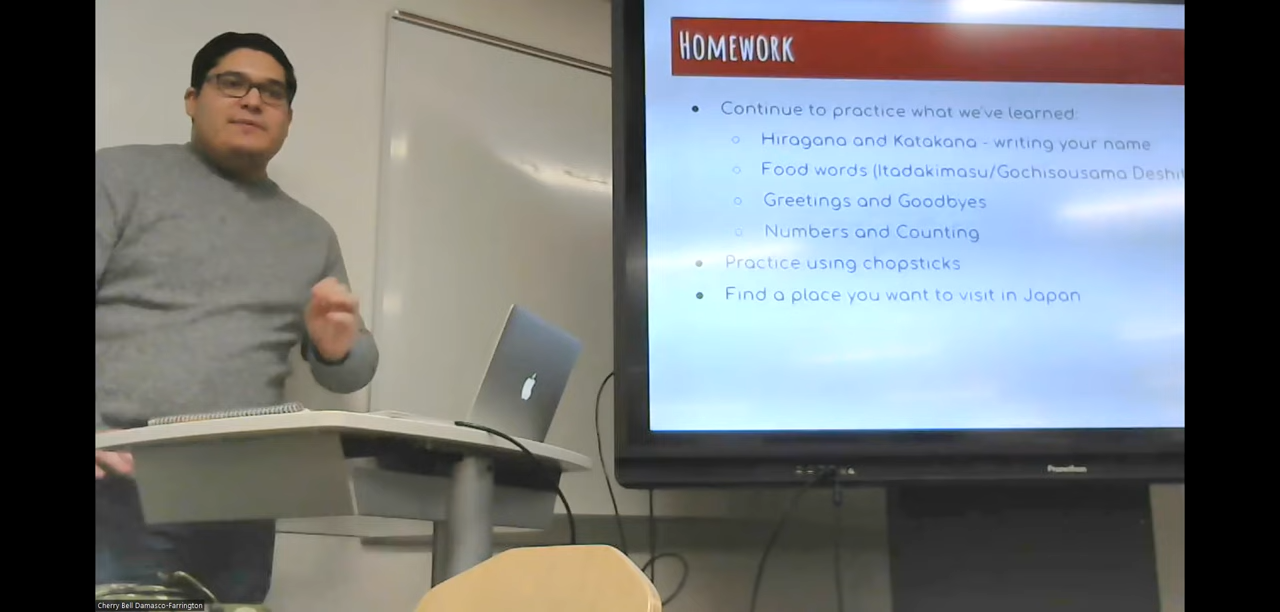 HOMEWORK
Continue to practice what we've learned:
Hiragana and Katakana - writing your name
Food words (Itadakimasu/Gochisousama Deshi
Greetings and Goodbyes
Numbers and Counting
Practice using chopsticks
Find a place you want to visit in Japan
Promethean
Cherry Bell Damasco-Farrington